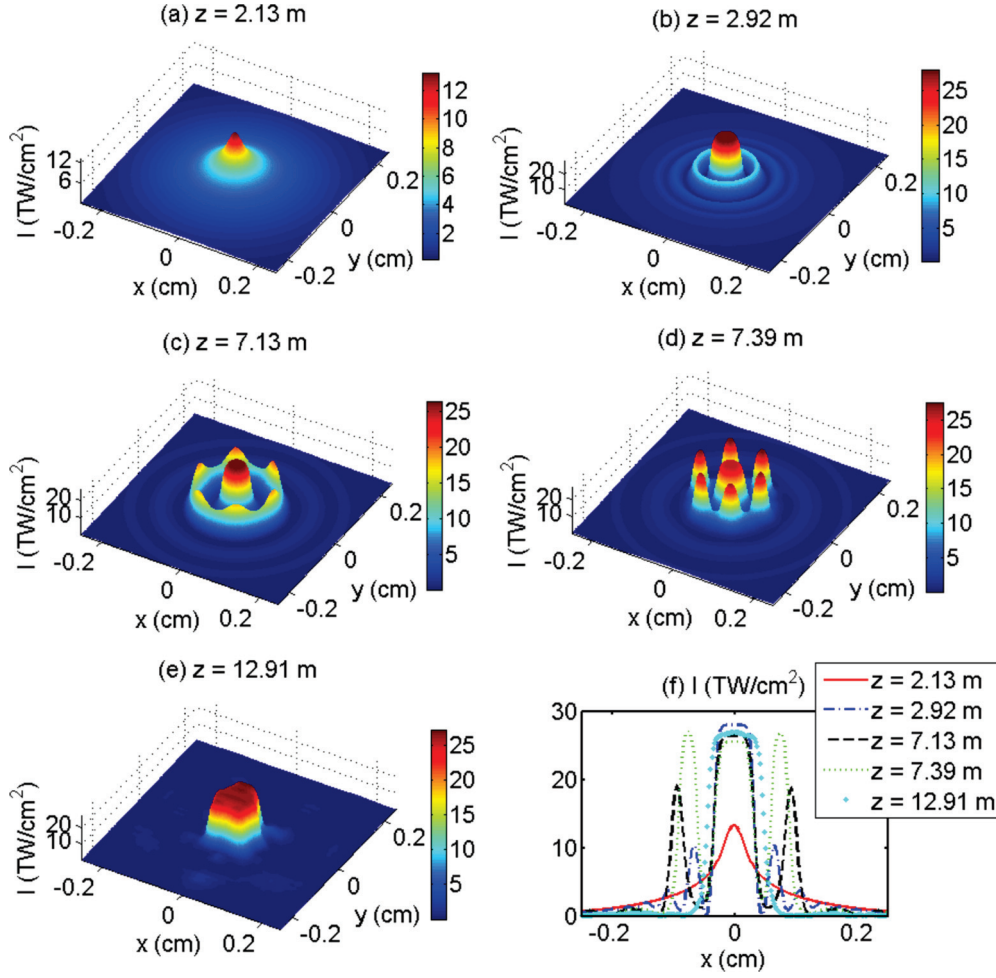 (a) z = 2.13 m
12
6
I (TW/cm²)
-0.2
0
0.2
x (cm)
-0.2
0
0.2
y (cm)
12
10
8
6
4
2
(b) z = 2.92 m
20
10
I (TW/cm²)
-0.2
0
0.2
x (cm)
-0.2
0
0.2
y (cm)
25
20
15
10
5
(c) z = 7.13 m
20
10
I (TW/cm²)
-0.2
0
0.2
x (cm)
-0.2
0
0.2
y (cm)
25
20
15
10
5
(d) z = 7.39 m
20
10
I (TW/cm²)
-0.2
0
0.2
x (cm)
-0.2
0
0.2
y (cm)
25
20
15
10
5
(e) z = 12.91 m
20
10
I (TW/cm²)
-0.2
0
0.2
x (cm)
-0.2
0
0.2
y (cm)
25
20
15
10
5
(f) I (TW/cm²)
30
20
10
0
-0.2
0
0.2
x (cm)
z = 2.13 m
z = 2.92 m
z = 7.13 m
z = 7.39 m
z = 12.91 m